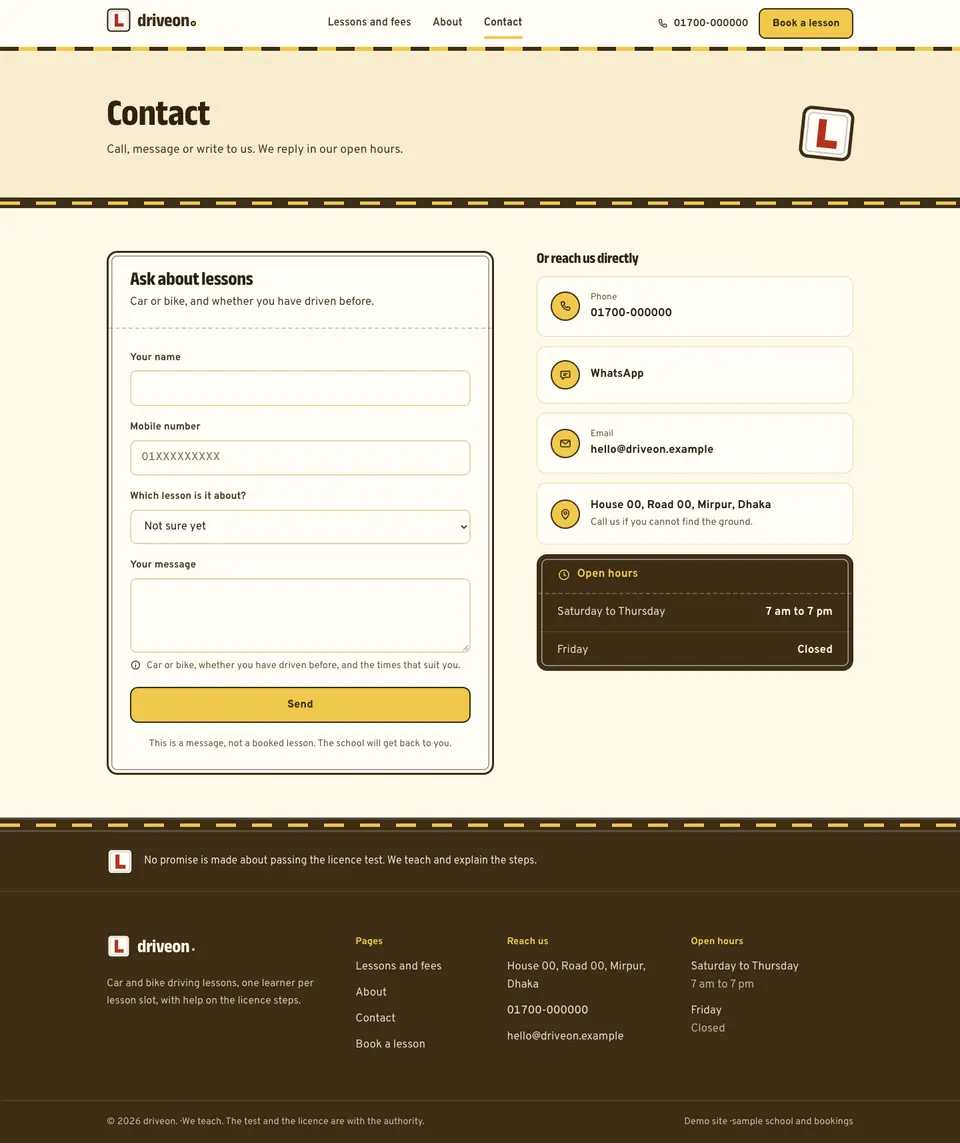 L driveon.
Lessons and fees
About
Contact
01700-000000
Book a lesson
Contact
Call, message or write to us. We reply in our open hours.
L
Ask about lessons
Car or bike, and whether you have driven before.
Your name
Mobile number
01XXXXXXXXX
Which lesson is it about?
Not sure yet
Your message
Car or bike, whether you have driven before, and the times that suit you.
Send
This is a message, not a booked lesson. The school will get back to you.
Or reach us directly
Phone
01700-000000
WhatsApp
Email
hello@driveon.example
House 00, Road 00, Mirpur, Dhaka
Call us if you cannot find the ground.
Open hours
Saturday to Thursday 7 am to 7 pm
Friday Closed
L No promise is made about passing the licence test. We teach and explain the steps.
L driveon.
Car and bike driving lessons, one learner per
lesson slot, with help on the licence steps.
Pages
Lessons and fees
About
Contact
Book a lesson
Reach us
House 00, Road 00, Mirpur,
Dhaka
01700-000000
hello@driveon.example
Open hours
Saturday to Thursday
7 am to 7 pm
Friday
Closed
© 2026 driveon. ·We teach. The test and the licence are with the authority.
Demo site ·sample school and bookings